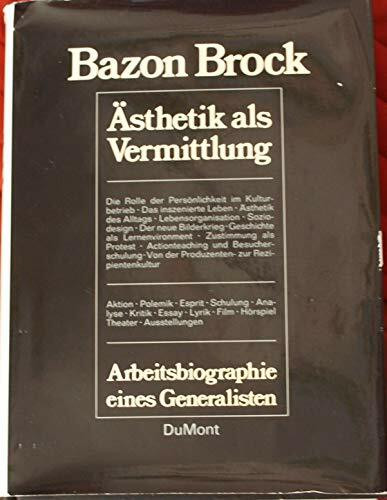 Bazon Brock
Ästhetik als
Vermittlung
Die Rolle der Persönlichkeit im Kultur-
betrieb · Das inszenierte Leben · Ästhetik
des Alltags · Lebensorganisation · Sozio-
design · Der neue Bilderkrieg · Geschichte
als Lernenvironment · Zustimmung als
Protest · Actionteaching und Besucher-
schulung · Von der Produzenten- zur Rezi-
pientenkultur
Aktion · Polemik · Esprit · Schulung · Ana-
lyse · Kritik · Essay · Lyrik · Film · Hörspiel
Theater · Ausstellungen
Arbeitsbiographie
eines Generalisten
DuMont